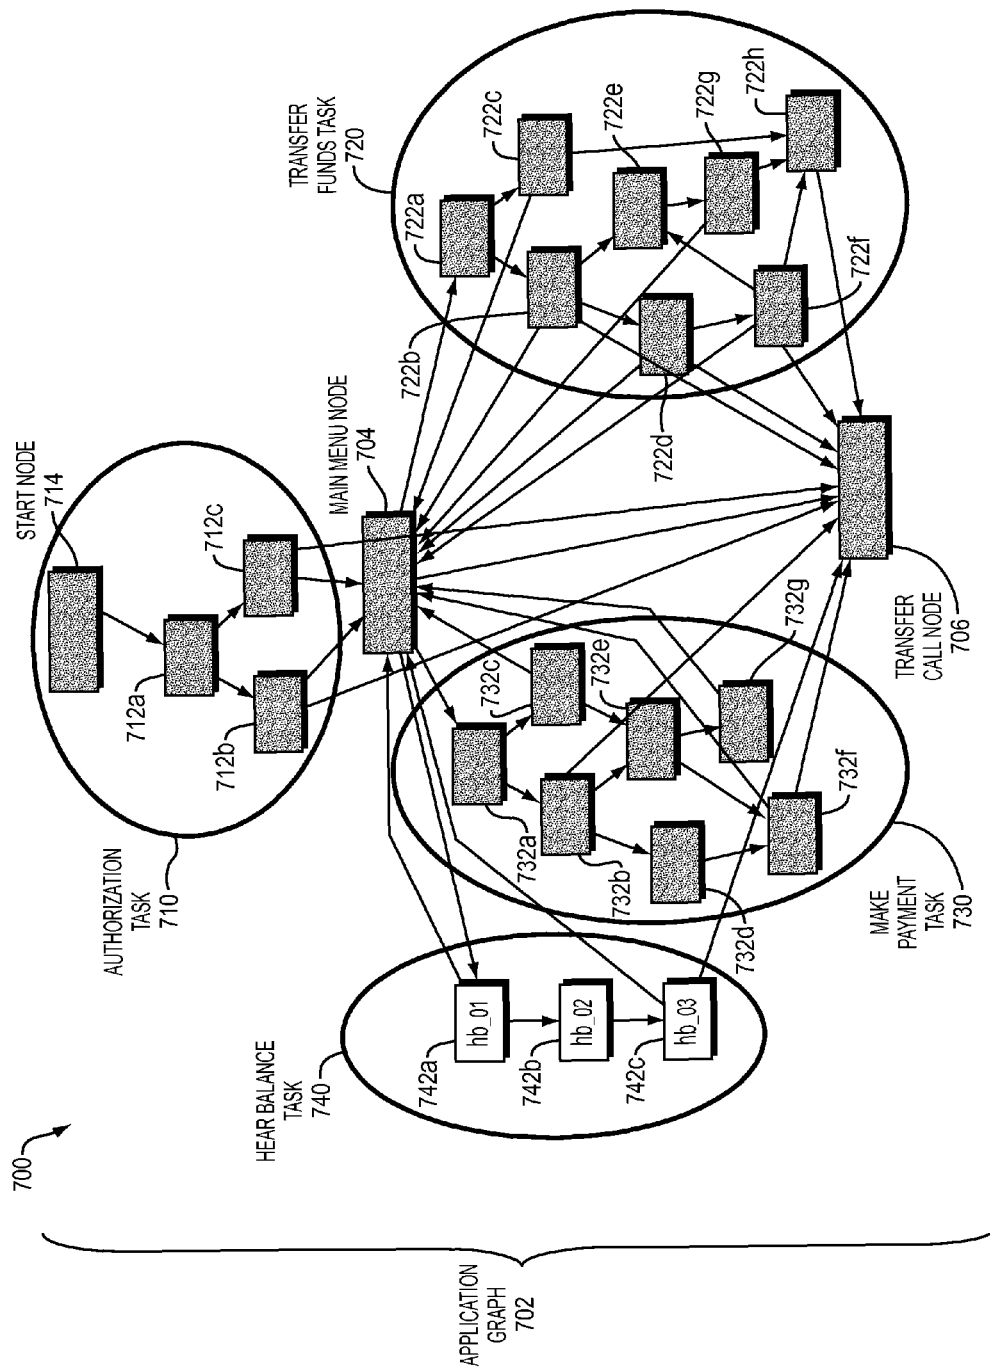 700
APPLICATION
GRAPH
702
HEAR BALANCE
TASK
740
742a
hb_01
742b
hb_02
742c
hb_03
AUTHORIZATION
TASK
710
START NODE
714
712a
712b
712c
MAIN MENU NODE
704
TRANSFER
FUNDS TASK
720
722a
722b
722c
722d
722e
722f
722g
722h
732a
732b
732c
732d
732e
732f
732g
MAKE
PAYMENT
TASK
730
TRANSFER
CALL NODE
706